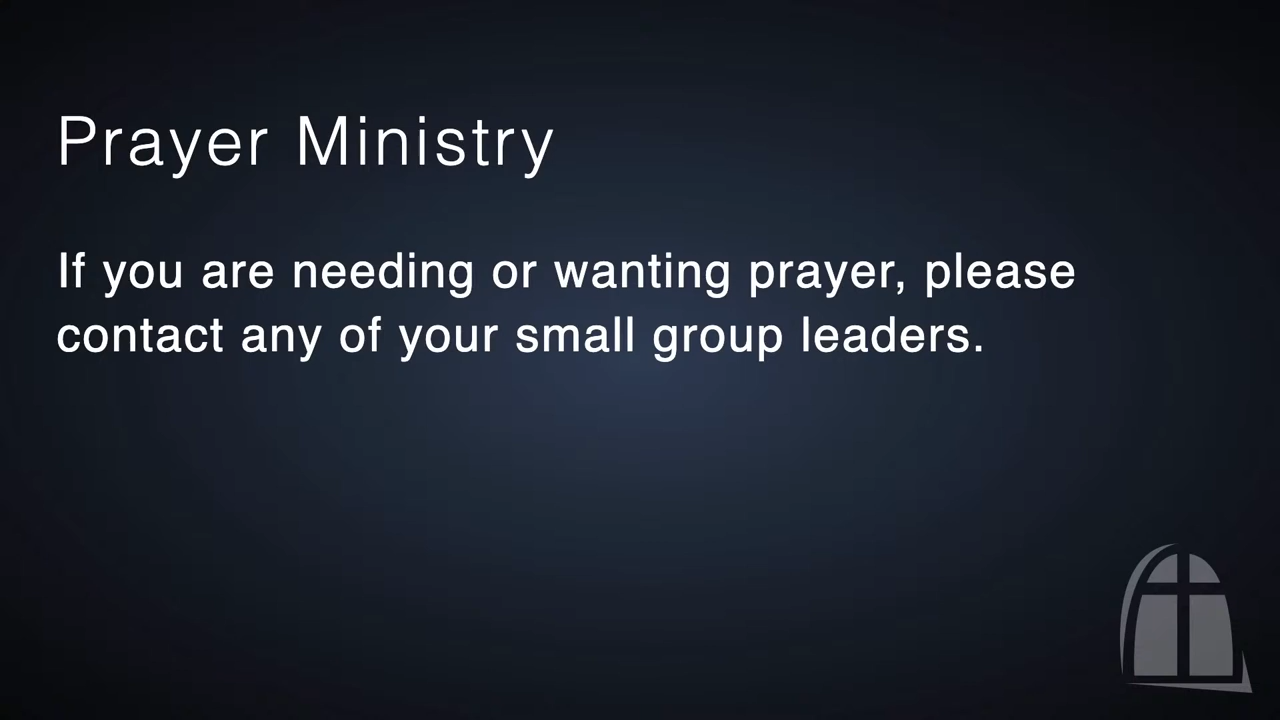 Prayer Ministry
If you are needing or wanting prayer, please
contact any of your small group leaders.